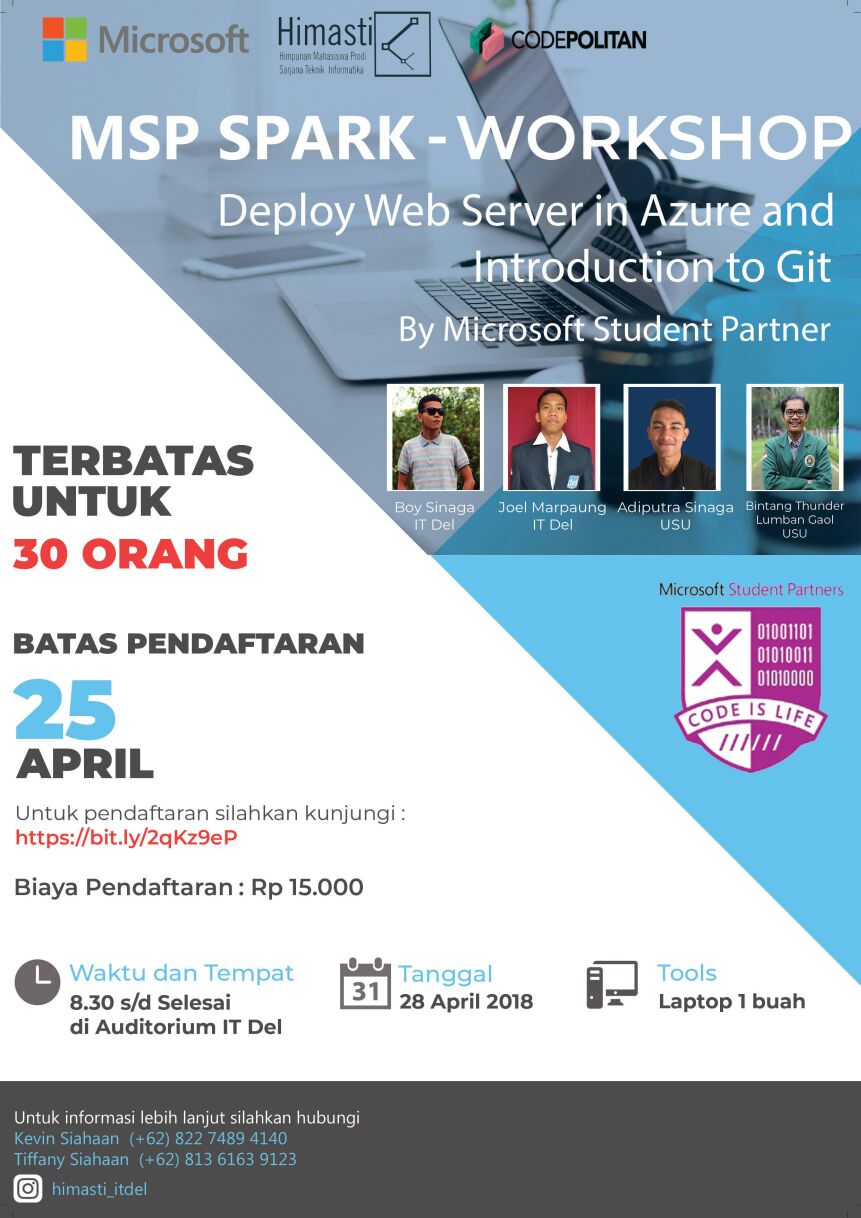 Microsoft
Himasti
Himpunan Mahasiswa Prodi
Sarjana Teknik Informatika
CODEPOLITAN
MSP SPARK - WORKSHOP
Deploy Web Server in Azure and
Introduction to Git
By Microsoft Student Partner
Boy Sinaga
IT Del
Joel Marpaung
IT Del
Adiputra Sinaga
USU
Bintang Thunder
Lumban Gaol
USU
TERBATAS
UNTUK
30 ORANG
Microsoft Student Partners
01001101
01010011
01010000
CODE IS LIFE
//////
BATAS PENDAFTARAN
25
APRIL
Untuk pendaftaran silahkan kunjungi :
https://bit.ly/2qKz9eP
Biaya Pendaftaran : Rp 15.000
Waktu dan Tempat
8.30 s/d Selesai
di Auditorium IT Del
31
Tanggal
28 April 2018
Tools
Laptop 1 buah
Untuk informasi lebih lanjut silahkan hubungi :
Kevin Siahaan (+62) 822 7489 4140
Tiffany Siahaan (+62) 813 6163 9123
himasti_itdel